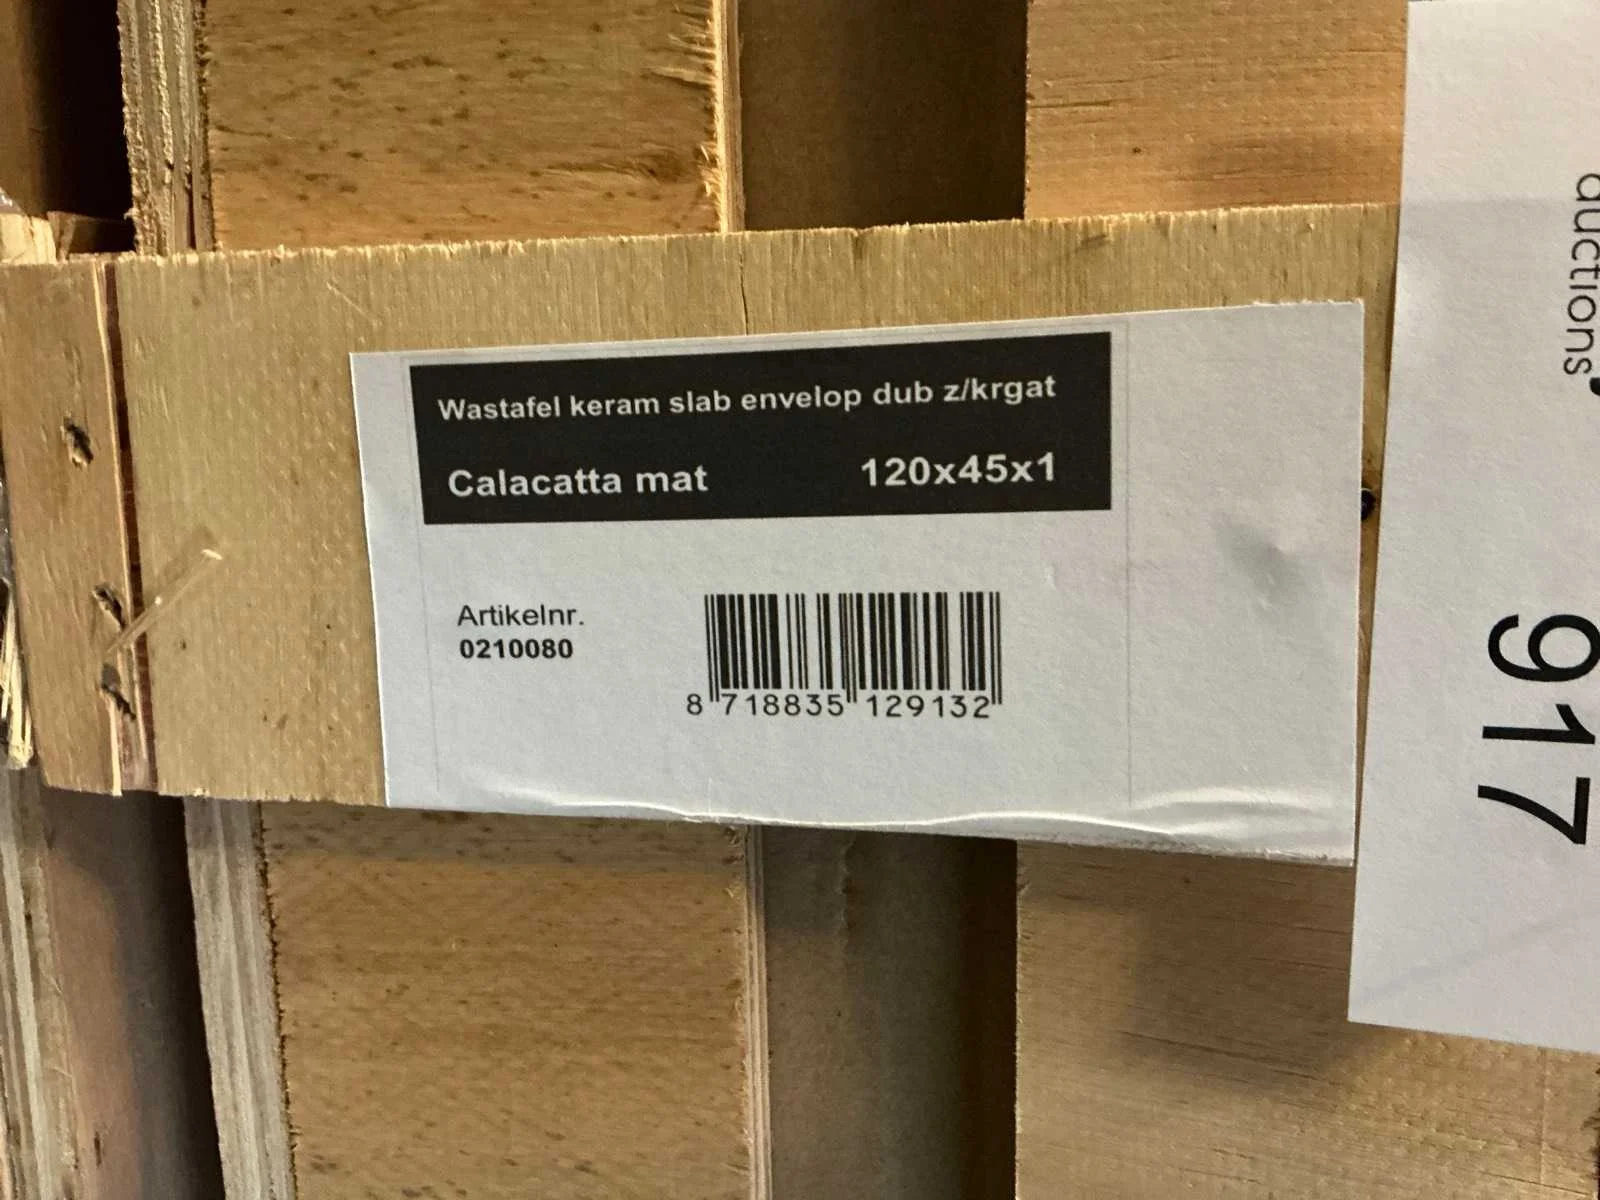 Wastafel keram slab envelop dub z/krgat
Calacatta mat 120x45x1
Artikelnr.
0210080
8 718835 129132
auctions
917